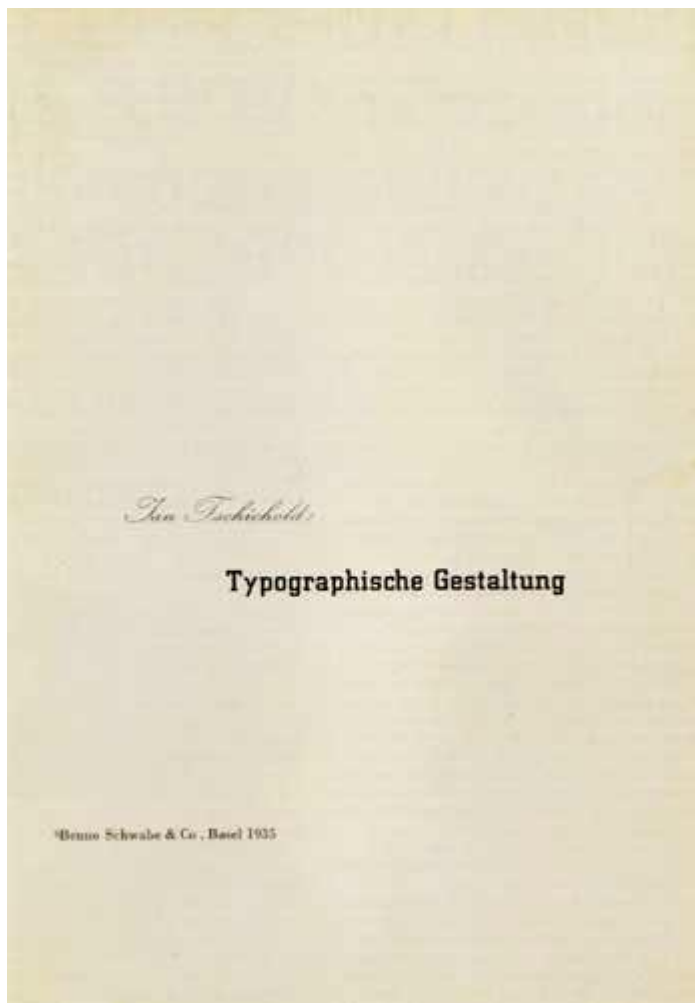 Jan Tschichold:
Typographische Gestaltung
Benno Schwabe & Co., Basel 1935